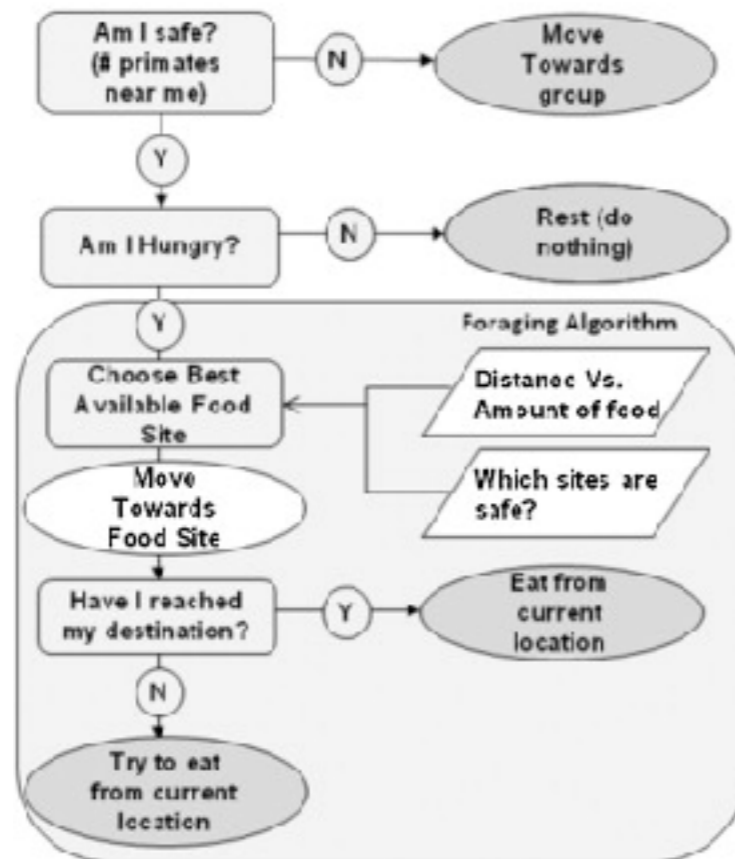 Am I safe?
(# primates
near me)
N
Move
Towards
group
Y
Am I Hungry?
N
Rest (do
nothing)
Y
Foraging Algorithm
Choose Best
Available Food
Site
Distance Vs.
Amount of food
Which sites are
safe?
Move
Towards
Food Site
Have I reached
my destination?
Y
Eat from
current
location
N
Try to eat
from current
location